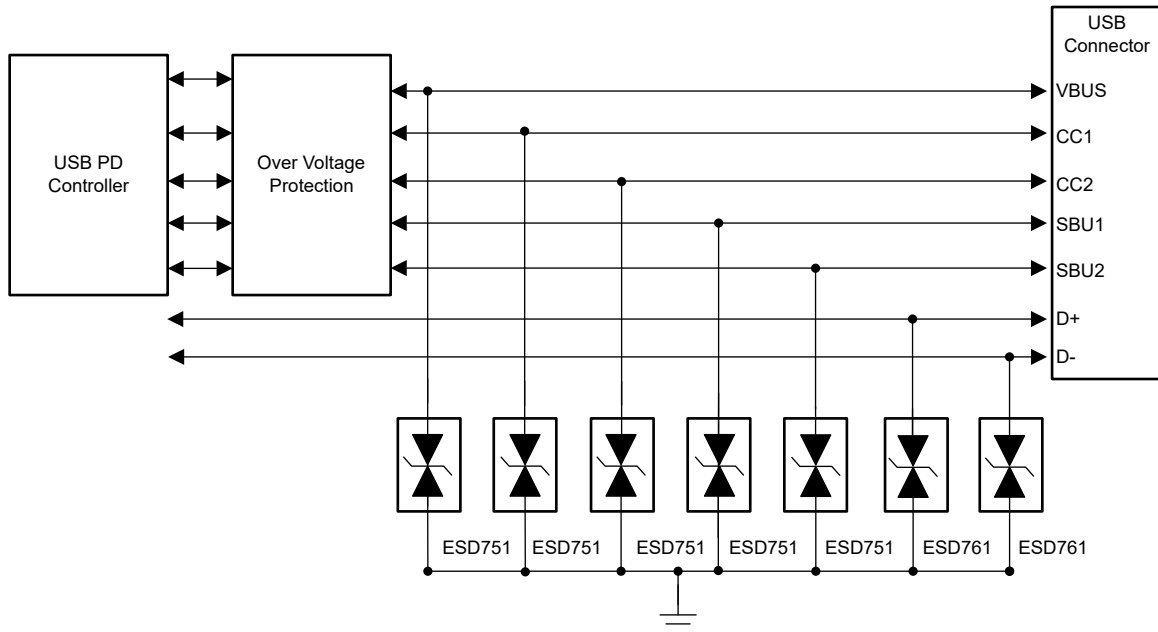 USB
Connector
USB PD
Controller
Over Voltage
Protection
VBUS
CC1
CC2
SBU1
SBU2
D+
D-
ESD751
ESD751
ESD751
ESD751
ESD751
ESD761
ESD761